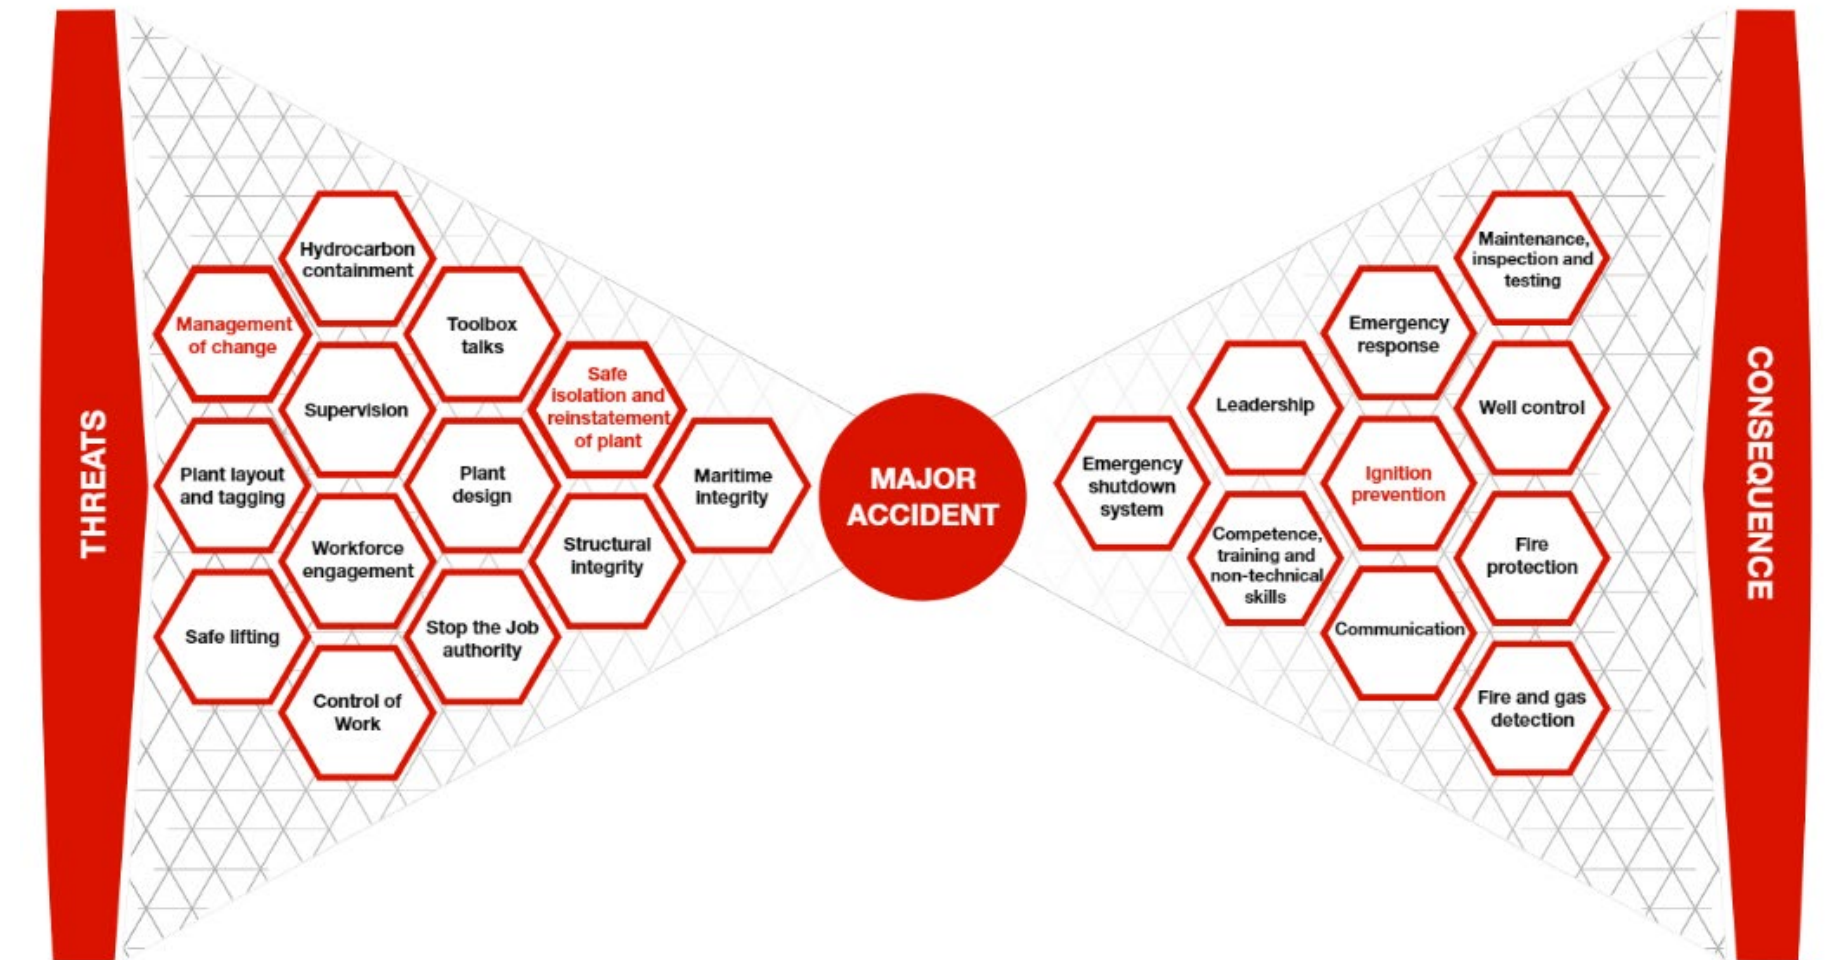 THREATS
Hydrocarbon
containment
Management
of change
Toolbox
talks
Supervision
Safe
isolation and
reinstatement
of plant
Plant layout
and tagging
Plant
design
Maritime
integrity
Workforce
engagement
Structural
integrity
Safe lifting
Stop the Job
authority
Control of
Work
MAJOR
ACCIDENT
Maintenance,
inspection and
testing
Emergency
response
Leadership
Well control
Emergency
shutdown
system
Ignition
prevention
Competence,
training and
non-technical
skills
Fire
protection
Communication
Fire and gas
detection
CONSEQUENCE